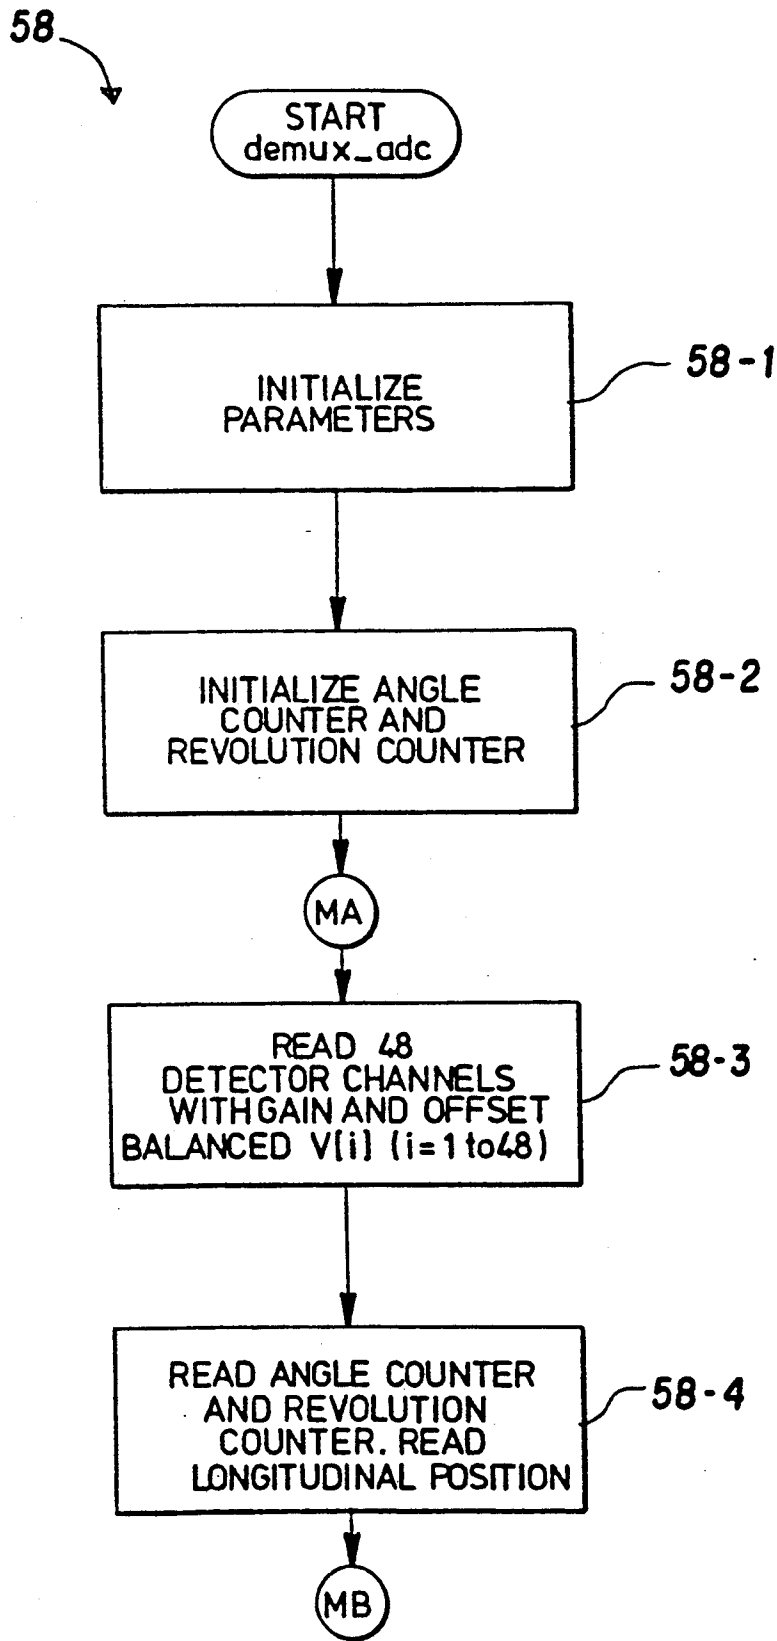 58
START
demux_adc
INITIALIZE
PARAMETERS
58-1
INITIALIZE ANGLE
COUNTER AND
REVOLUTION COUNTER
58-2
MA
READ 48
DETECTOR CHANNELS
WITH GAIN AND OFFSET
BALANCED V[i] (i=1 to 48)
58-3
READ ANGLE COUNTER
AND REVOLUTION
COUNTER. READ
LONGITUDINAL POSITION
58-4
MB